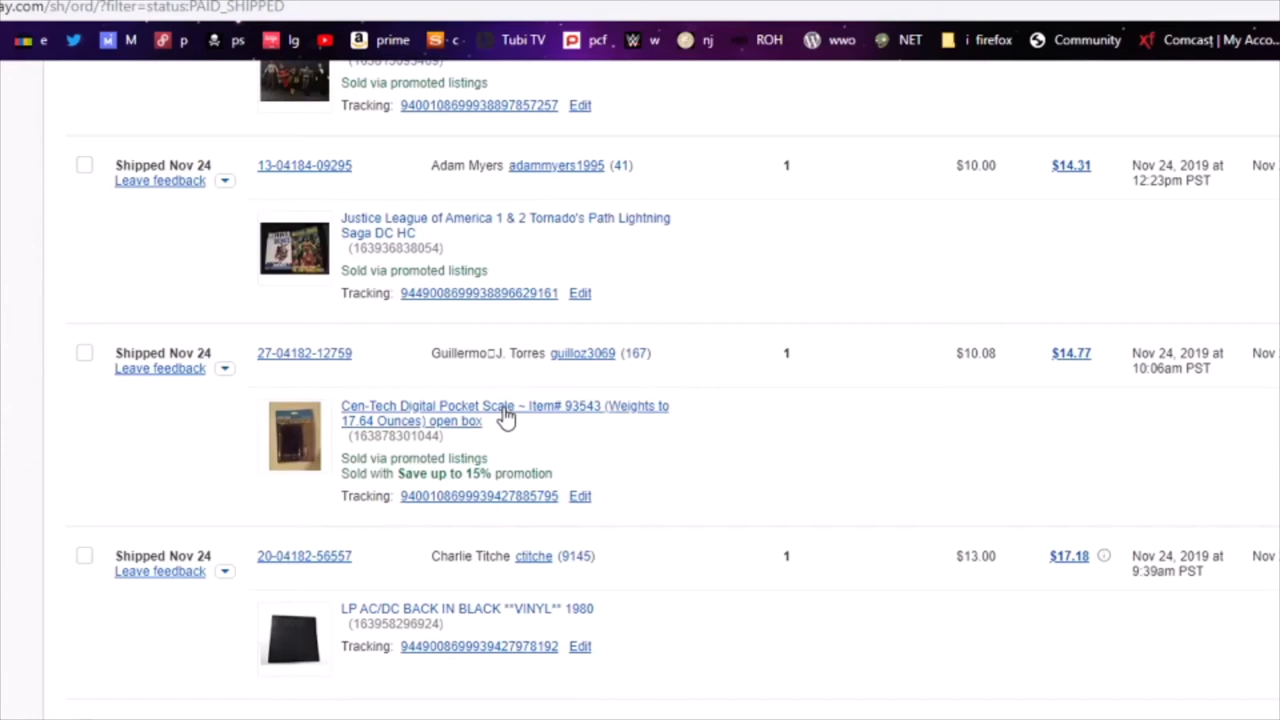 ay.com/sh/ord/?filter=status:PAID_SHIPPED
e M p ps Ig prime c Tubi TV pcf w nj ROH wwo NET i firefox Community Comcast | My Acco...
Sold via promoted listings
Tracking: 9400108699938897857257 Edit
Shipped Nov 24 13-04184-09295 Adam Myers adammyers1995 (41) 1 $10.00 $14.31 Nov 24, 2019 at Nov
Leave feedback 12:23pm PST
Justice League of America 1 & 2 Tornado's Path Lightning
Saga DC HC
(163936838054)
Sold via promoted listings
Tracking: 9449008699938896629161 Edit
Shipped Nov 24 27-04182-12759 Guillermo□J. Torres guilloz3069 (167) 1 $10.08 $14.77 Nov 24, 2019 at Nov
Leave feedback 10:06am PST
Cen-Tech Digital Pocket Scale ~ Item# 93543 (Weights to
17.64 Ounces) open box
(163878301044)
Sold via promoted listings
Sold with Save up to 15% promotion
Tracking: 9400108699939427885795 Edit
Shipped Nov 24 20-04182-56557 Charlie Titche ctitche (9145) 1 $13.00 $17.18 Nov 24, 2019 at Nov
Leave feedback 9:39am PST
LP AC/DC BACK IN BLACK **VINYL** 1980
(163958296924)
Tracking: 9449008699939427978192 Edit